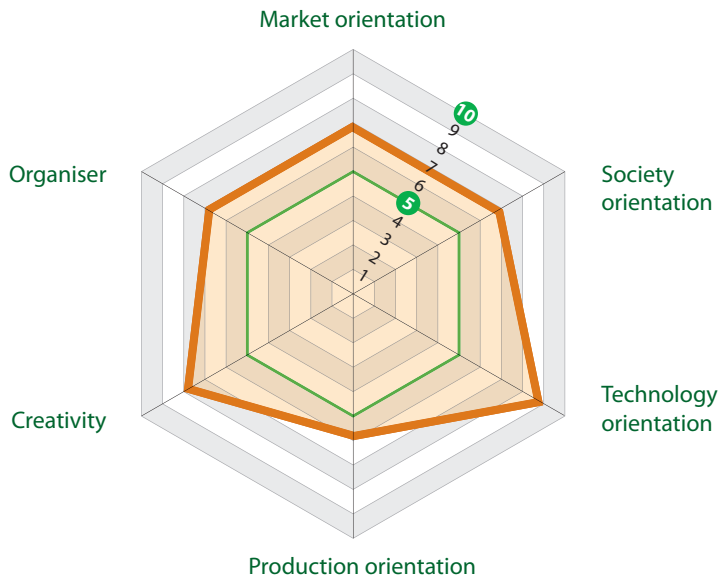 Market orientation
10
9
8
7
6
5
4
3
2
1
Organiser
Society
orientation
Creativity
Technology
orientation
Production orientation